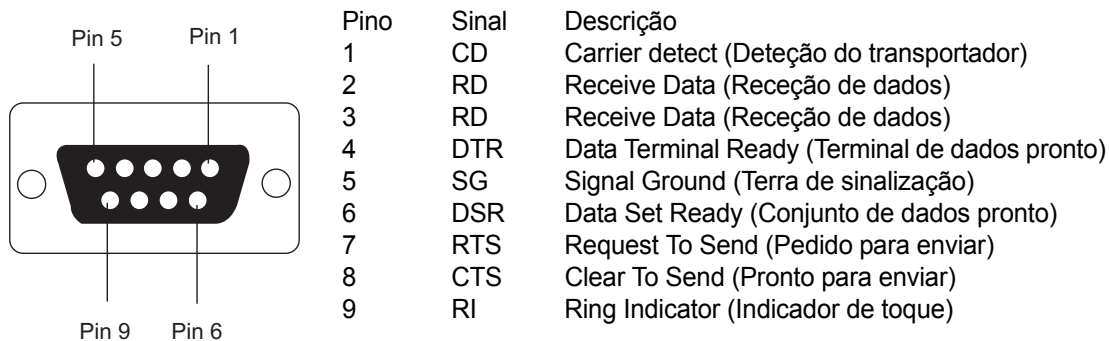 Pin 5
Pin 1
Pin 9
Pin 6
Pino Sinal Descrição
1 CD Carrier detect (Deteção do transportador)
2 RD Receive Data (Receção de dados)
3 RD Receive Data (Receção de dados)
4 DTR Data Terminal Ready (Terminal de dados pronto)
5 SG Signal Ground (Terra de sinalização)
6 DSR Data Set Ready (Conjunto de dados pronto)
7 RTS Request To Send (Pedido para enviar)
8 CTS Clear To Send (Pronto para enviar)
9 RI Ring Indicator (Indicador de toque)